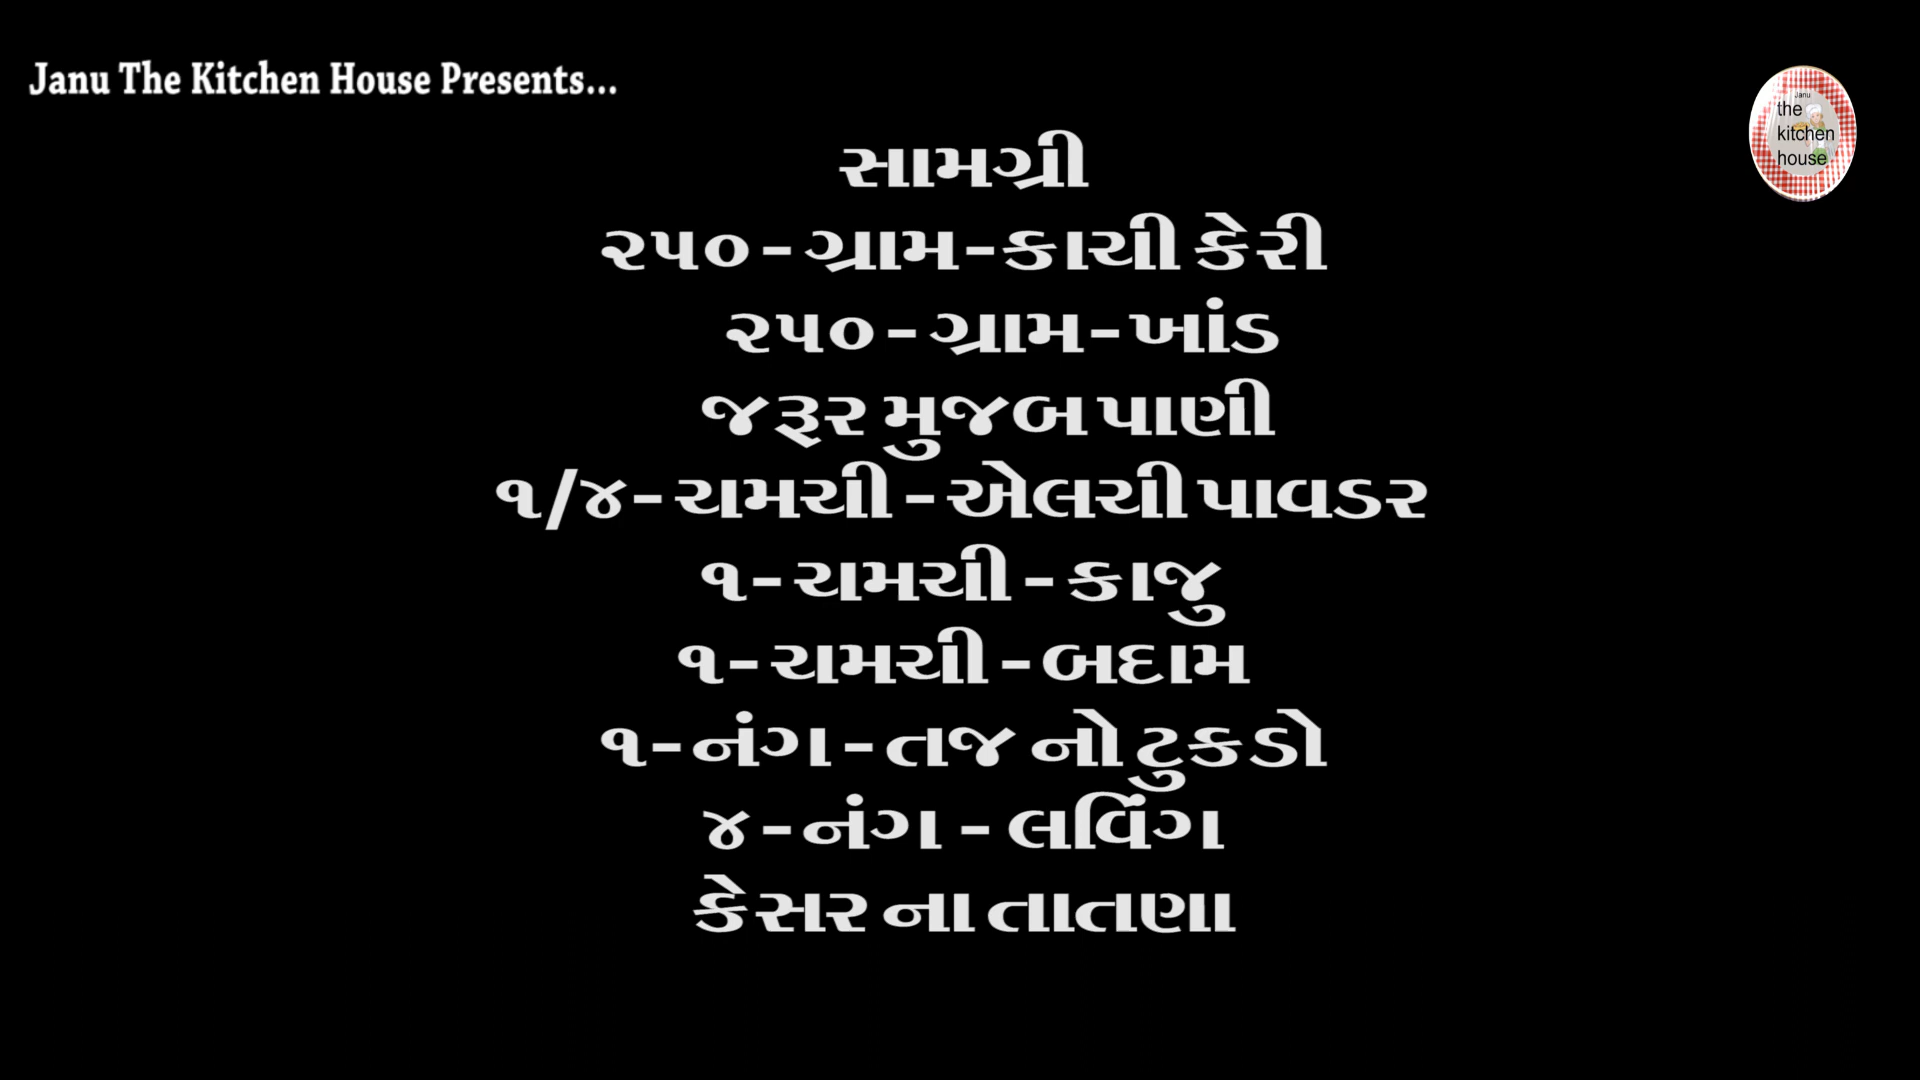 Janu The Kitchen House Presents...
Janu
the
kitchen
house
સામગ્રી
૨૫૦ - ગ્રામ - કાચી કેરી
૨૫૦ - ગ્રામ - ખાંડ
જરૂર મુજબ પાણી
૧/૪ - ચમચી - એલચી પાવડર
૧ - ચમચી - કાજુ
૧ - ચમચી - બદામ
૧ - નંગ - તજ નો ટુકડો
૪ - નંગ - લવિંગ
કેસર ના તાતણા